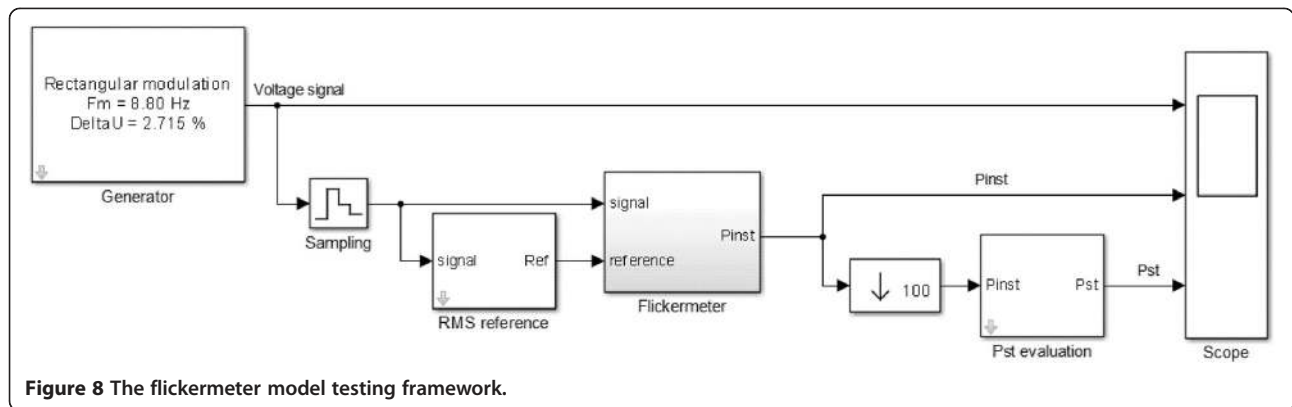 Rectangular modulation
Fm = 8.80 Hz
DeltaU = 2.715 %
Generator
Voltage signal
Sampling
signal
Ref
RMS reference
signal
reference
Pinst
Flickermeter
Pinst
100
Pinst
Pst
Pst evaluation
Pst
Scope
Figure 8 The flickermeter model testing framework.